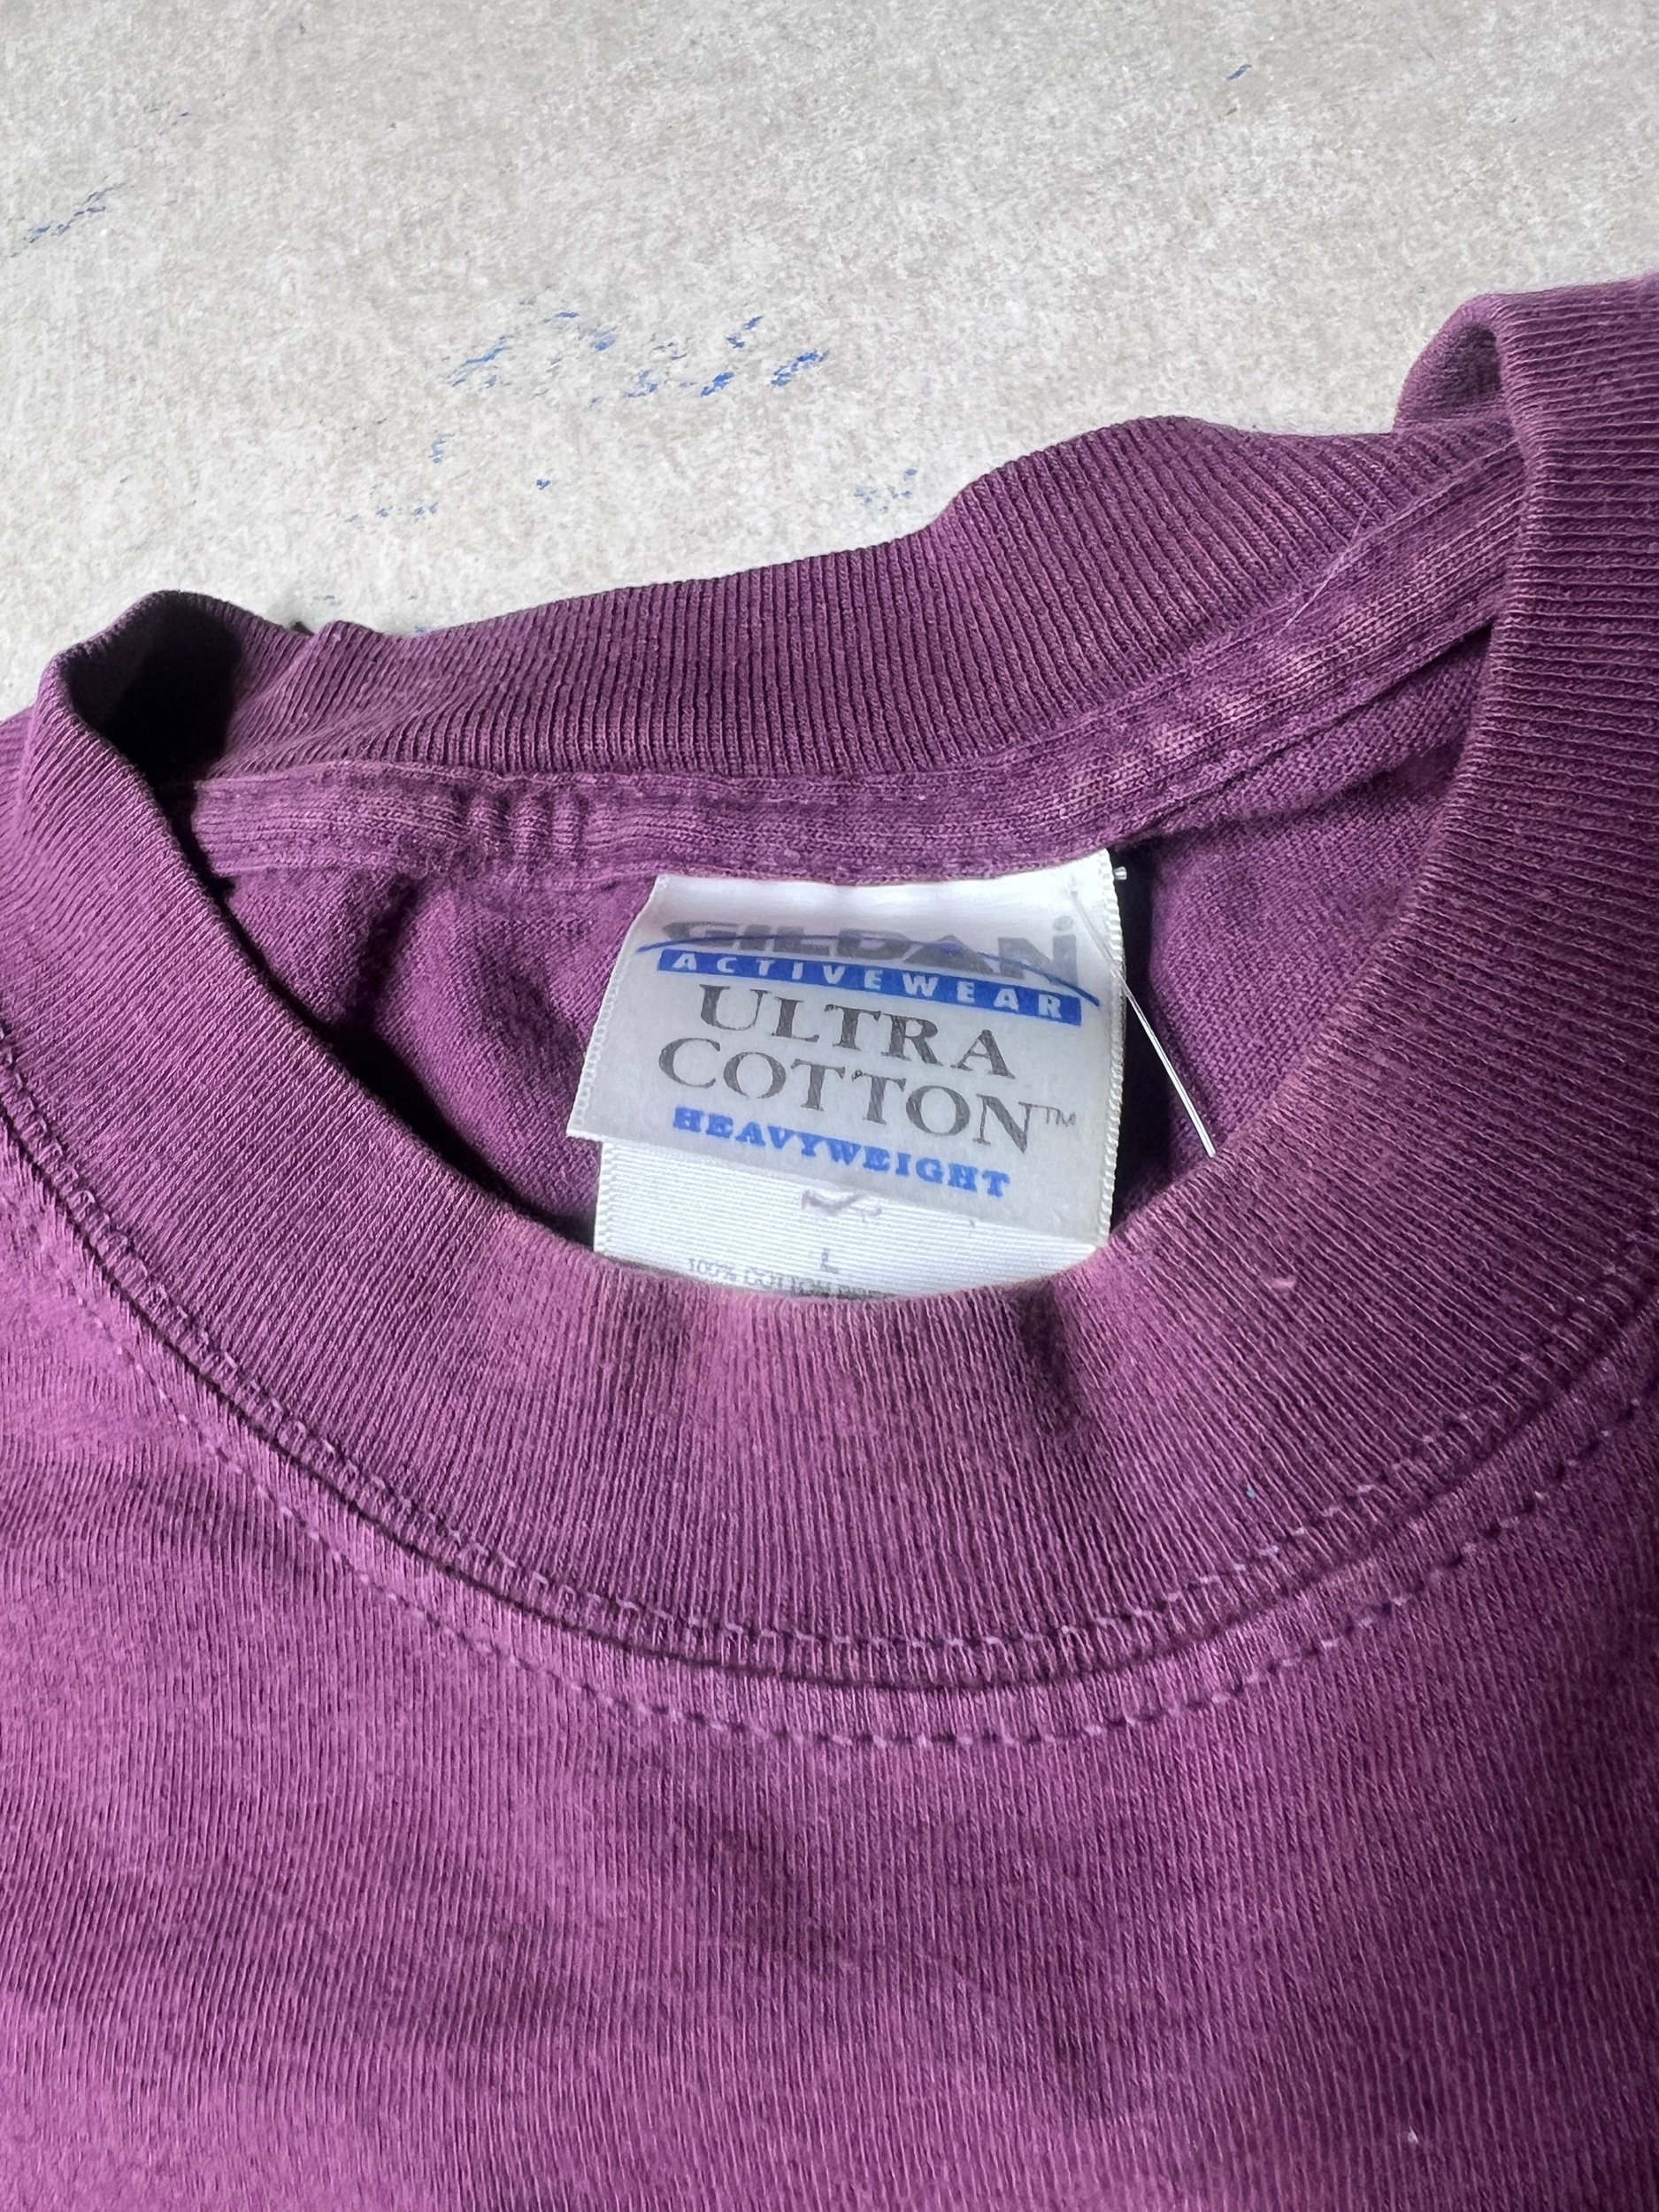 GILDAN
ACTIVEWEAR
ULTRA
COTTON™
HEAVYWEIGHT
L
100% COTTON